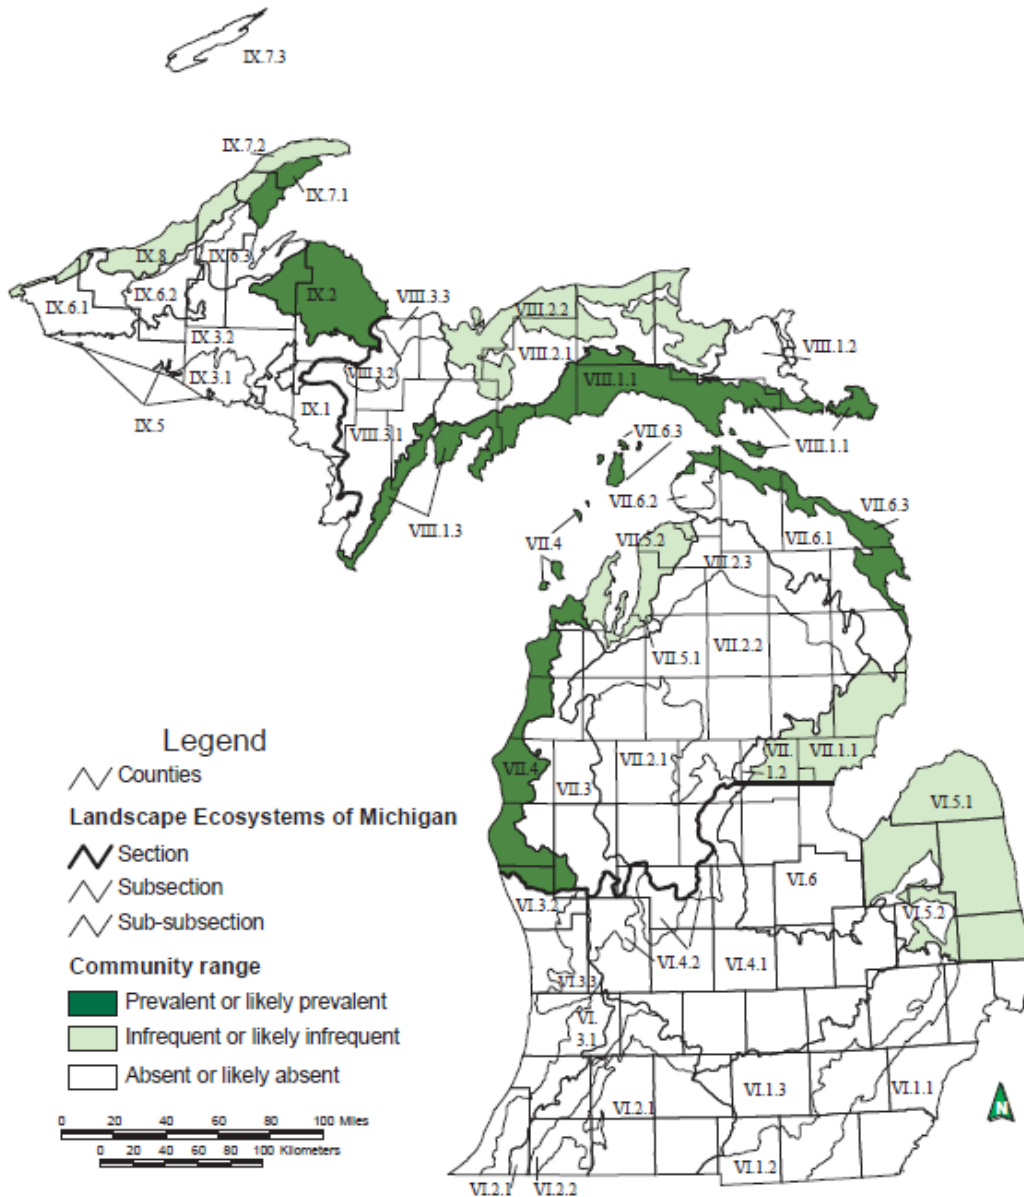 IX.7.3
IX.7.2
IX.7.1
IX.8
IX.6.3
IX.6.1
IX.6.2
IX.2
VIII.3.3
VIII.2.2
IX.3.2
VIII.2.1
VIII.1.2
IX.3.1
VIII.3.2
VIII.1.1
IX.5
IX.1
VIII.3.1
VII.6.3
VIII.1.1
VII.6.2
VII.6.3
VIII.1.3
VII.4
VII.5.2
VII.6.1
VII.2.3
VII.5.1
VII.2.2
VII.4
VII.3
VII.2.1
VII.
1.2
VII.1.1
VI.5.1
VI.6
VI.3.2
VI.5.2
VI.4.2
VI.4.1
VI.3.3
VI.
3.1
VI.1.3
VI.1.1
VI.2.1
VI.1.2
VI.2.1
VI.2.2
Legend
Counties
Landscape Ecosystems of Michigan
Section
Subsection
Sub-subsection
Community range
Prevalent or likely prevalent
Infrequent or likely infrequent
Absent or likely absent
0 20 40 60 80 100 Miles
0 20 40 60 80 100 Kilometers
N